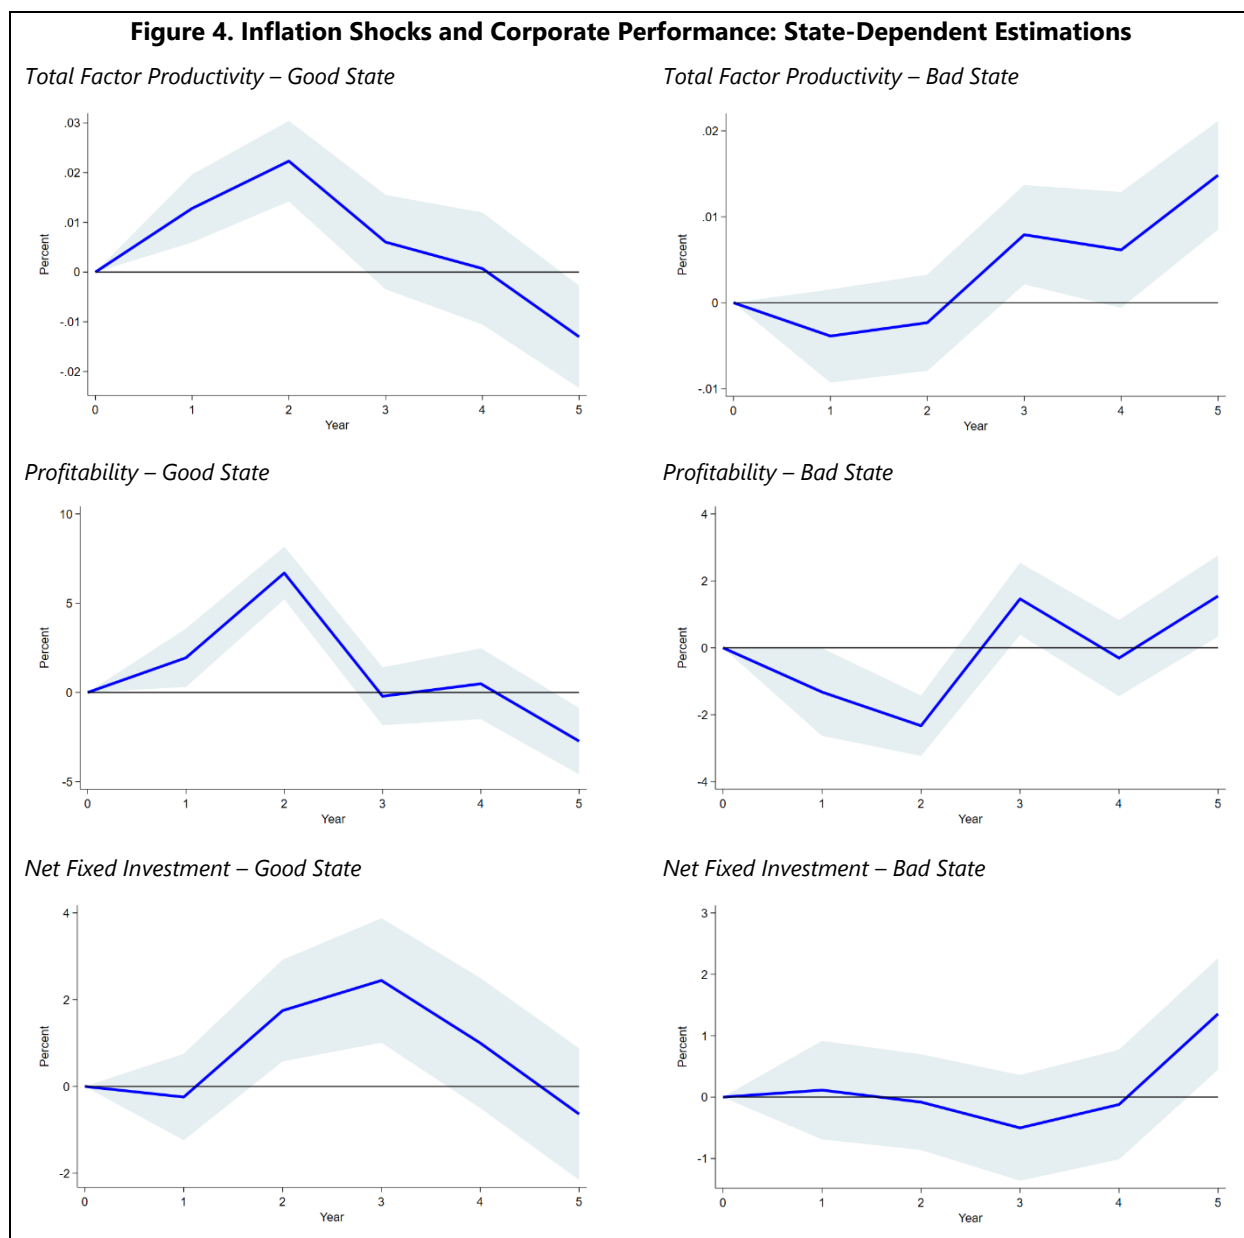 Figure 4. Inflation Shocks and Corporate Performance: State-Dependent Estimations
Total Factor Productivity – Good State
.03
.02
.01
0
-.01
-.02
Percent
0 1 2 3 4 5
Year
Total Factor Productivity – Bad State
.02
.01
0
-.01
Percent
0 1 2 3 4 5
Year
Profitability – Good State
10
5
0
-5
Percent
0 1 2 3 4 5
Year
Profitability – Bad State
4
2
0
-2
-4
Percent
0 1 2 3 4 5
Year
Net Fixed Investment – Good State
4
2
0
-2
Percent
0 1 2 3 4 5
Year
Net Fixed Investment – Bad State
3
2
1
0
-1
Percent
0 1 2 3 4 5
Year